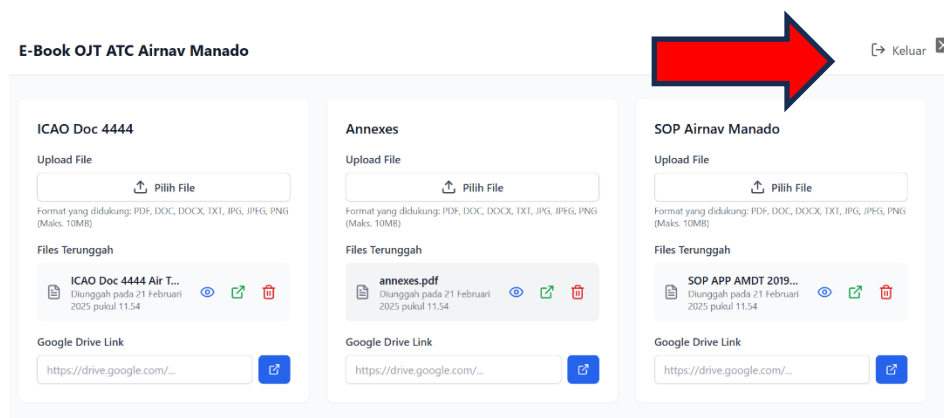 E-Book OJT ATC Airnav Manado
Keluar
ICAO Doc 4444
Upload File
Pilih File
Format yang didukung: PDF, DOC, DOCX, TXT, JPG, JPEG, PNG
(Maks. 10MB)
Files Terunggah
ICAO Doc 4444 Air T...
Diunggah pada 21 Februari
2025 pukul 11.54
Google Drive Link
https://drive.google.com/...
Annexes
Upload File
Pilih File
Format yang didukung: PDF, DOC, DOCX, TXT, JPG, JPEG, PNG
(Maks. 10MB)
Files Terunggah
annexes.pdf
Diunggah pada 21 Februari
2025 pukul 11.54
Google Drive Link
https://drive.google.com/...
SOP Airnav Manado
Upload File
Pilih File
Format yang didukung: PDF, DOC, DOCX, TXT, JPG, JPEG, PNG
(Maks. 10MB)
Files Terunggah
SOP APP AMDT 2019...
Diunggah pada 21 Februari
2025 pukul 11.54
Google Drive Link
https://drive.google.com/...